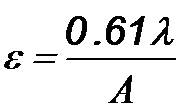 ε = 0.61λ / A